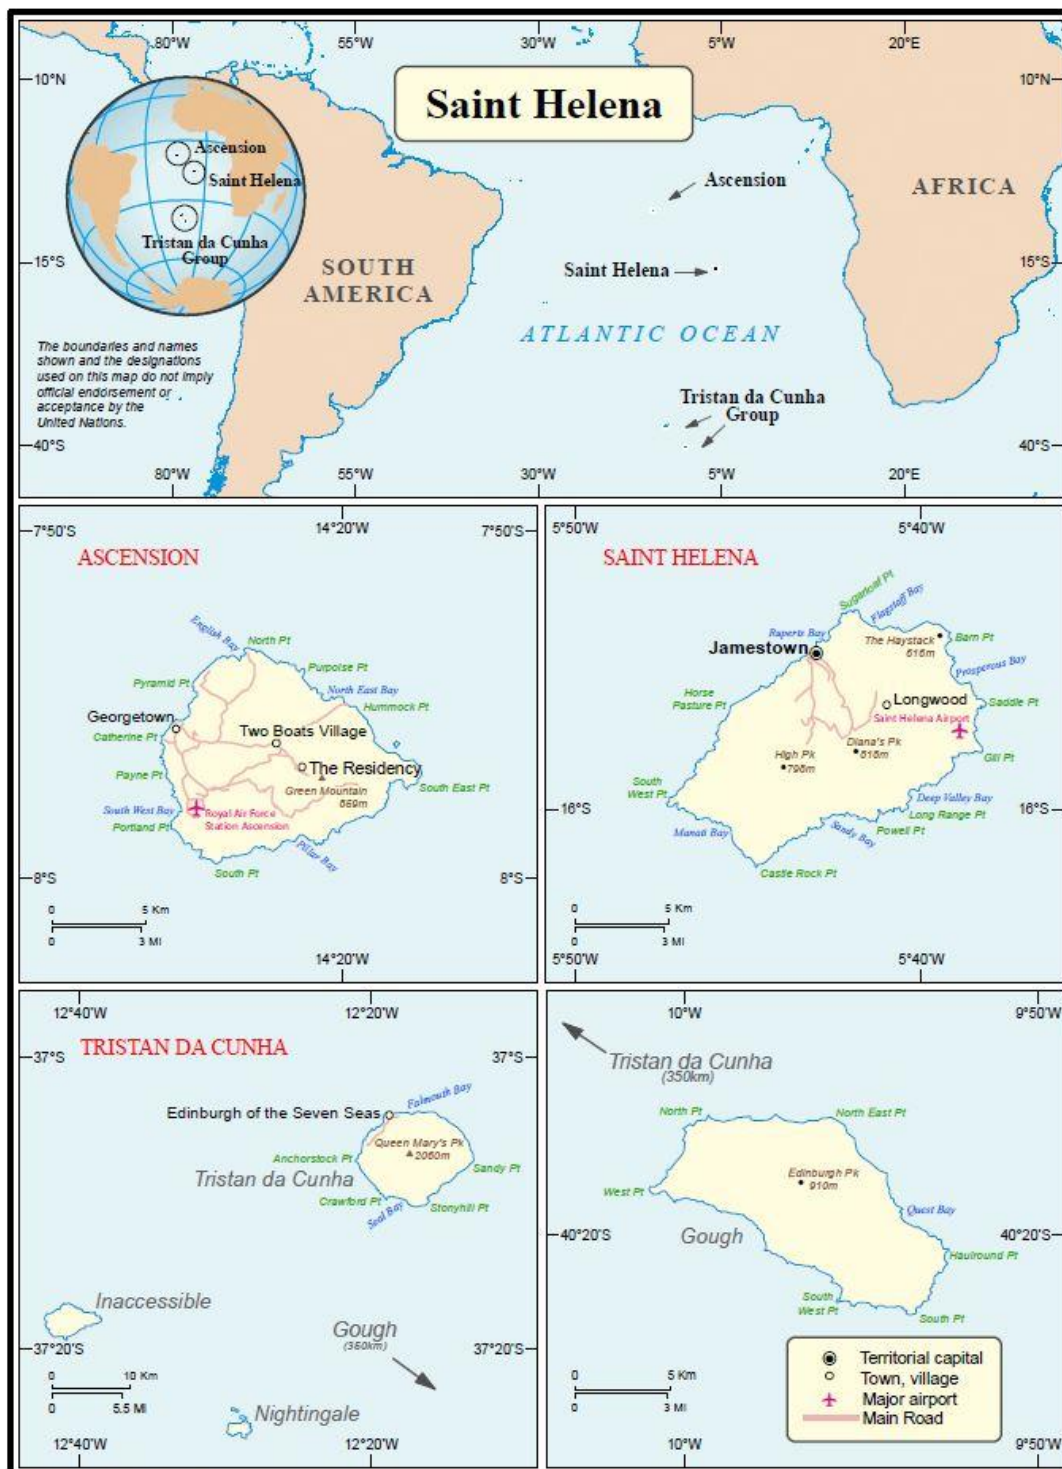 80°W 55°W 30°W 5°W 20°E
10°N 10°N
Saint Helena
Ascension
Saint Helena
Tristan da Cunha
Group
Ascension
AFRICA
SOUTH
AMERICA
15°S 15°S
Saint Helena
ATLANTIC OCEAN
The boundaries and names
shown and the designations
used on this map do not imply
official endorsement or
acceptance by the
United Nations.
Tristan da Cunha
Group
40°S 40°S
80°W 55°W 30°W 5°W 20°E
14°20'W
7°50'S 7°50'S
ASCENSION
English Bay
North Pt
Purpoise Pt
Pyramid Pt
North East Bay
Hummock Pt
Georgetown
Two Boats Village
Catherine Pt
The Residency
Payne Pt
Green Mountain
859m
South East Pt
South West Bay
Royal Air Force
Station Ascension
Portland Pt
Pillar Bay
South Pt
8°S 8°S
0 5 Km
0 3 Mi
14°20'W
5°50'W 5°40'W
SAINT HELENA
Sugarloaf Pt
Flagstaff Bay
Ruperts Bay
The Haystack
616m
Barn Pt
Jamestown
Prosperous Bay
Horse
Pasture Pt
Longwood
Saddle Pt
Saint Helena Airport
Diana's Pk
818m
High Pk
798m
Gill Pt
South
West Pt
Deep Valley Bay
16°S 16°S
Long Range Pt
Powell Pt
Sandy Bay
Manati Bay
Castle Rock Pt
0 5 Km
0 3 Mi
5°50'W 5°40'W
12°40'W 12°20'W
37°S 37°S
TRISTAN DA CUNHA
Falmouth Bay
Edinburgh of the Seven Seas
Queen Mary's Pk
2060m
Anchorstock Pt
Sandy Pt
Tristan da Cunha
Crawford Pt
Seal Bay
Stonyhill Pt
Inaccessible
Gough
(350km)
37°20'S 37°20'S
0 10 Km
0 5.5 Mi
Nightingale
12°40'W 12°20'W
10°W 9°50'W
Tristan da Cunha
(350km)
North Pt
North East Pt
Edinburgh Pk
910m
West Pt
Quest Bay
40°20'S 40°20'S
Gough
Haulround Pt
South
West Pt
South Pt
0 5 Km
0 3 Mi
Territorial capital
Town, village
Major airport
Main Road
10°W 9°50'W